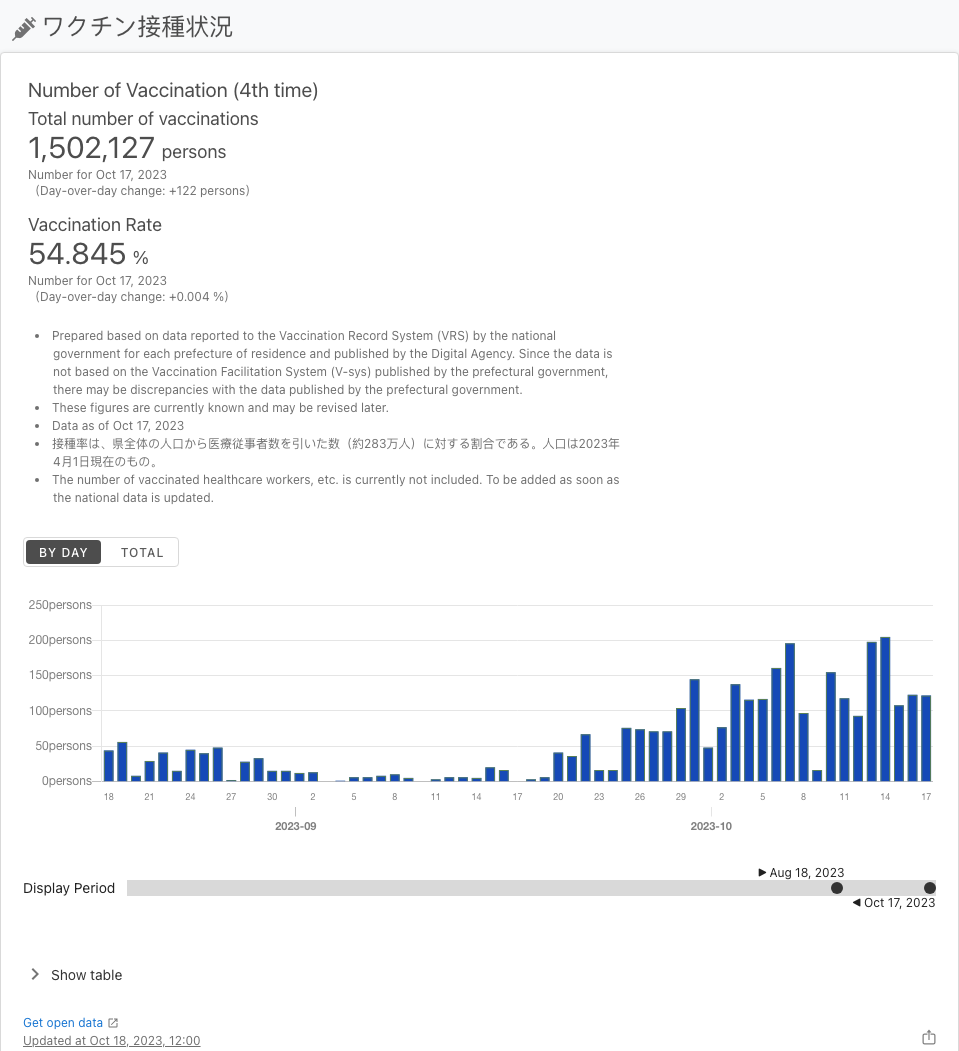 ワクチン接種状況
Number of Vaccination (4th time)
Total number of vaccinations
1,502,127 persons
Number for Oct 17, 2023
(Day-over-day change: +122 persons)
Vaccination Rate
54.845 %
Number for Oct 17, 2023
(Day-over-day change: +0.004 %)
• Prepared based on data reported to the Vaccination Record System (VRS) by the national
government for each prefecture of residence and published by the Digital Agency. Since the data is
not based on the Vaccination Facilitation System (V-sys) published by the prefectural government,
there may be discrepancies with the data published by the prefectural government.
• These figures are currently known and may be revised later.
• Data as of Oct 17, 2023
• 接種率は、県全体の人口から医療従事者数を引いた数（約283万人）に対する割合である。人口は2023年
4月1日現在のもの。
• The number of vaccinated healthcare workers, etc. is currently not included. To be added as soon as
the national data is updated.
BY DAY TOTAL
250persons
200persons
150persons
100persons
50persons
0persons
18 21 24 27 30 2 5 8 11 14 17 20 23 26 29 2 5 8 11 14 17
2023-09 2023-10
▶ Aug 18, 2023
Display Period
◀ Oct 17, 2023
Show table
Get open data
Updated at Oct 18, 2023, 12:00